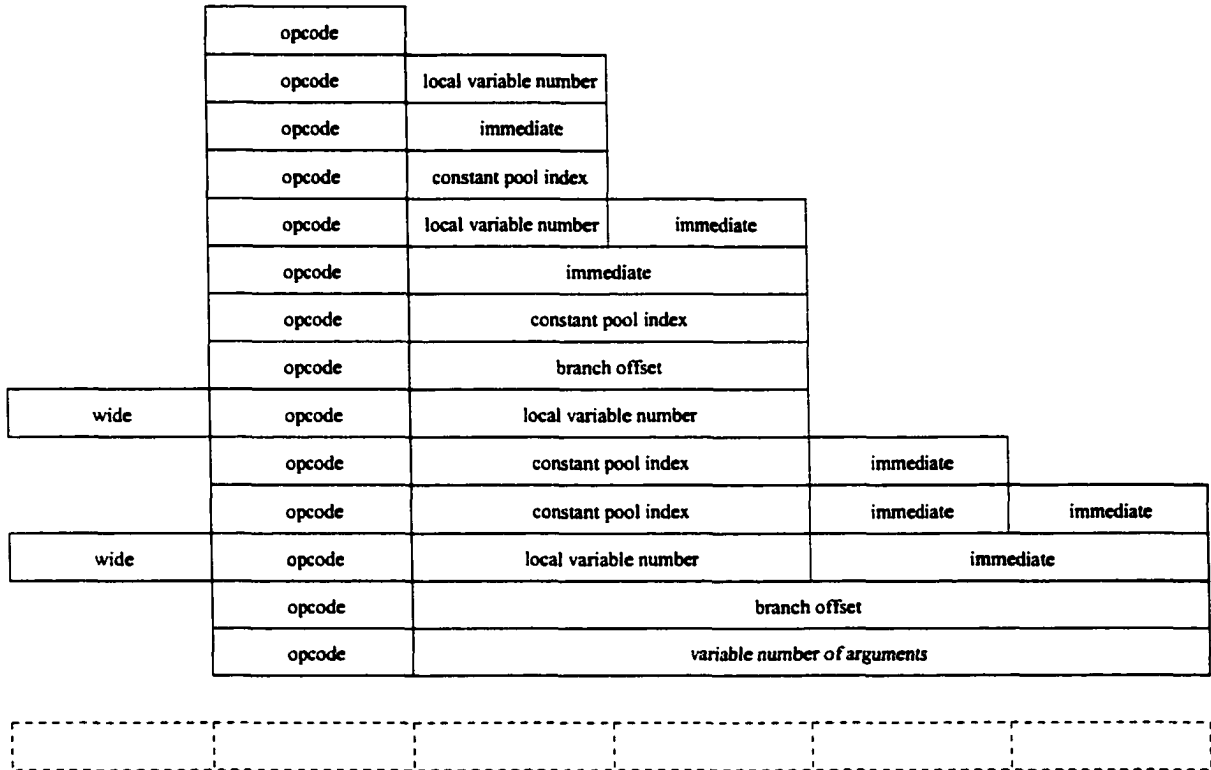 opcode
opcode local variable number
opcode immediate
opcode constant pool index
opcode local variable number immediate
opcode immediate
opcode constant pool index
opcode branch offset
wide opcode local variable number
opcode constant pool index immediate
opcode constant pool index immediate immediate
wide opcode local variable number immediate
opcode branch offset
opcode variable number of arguments